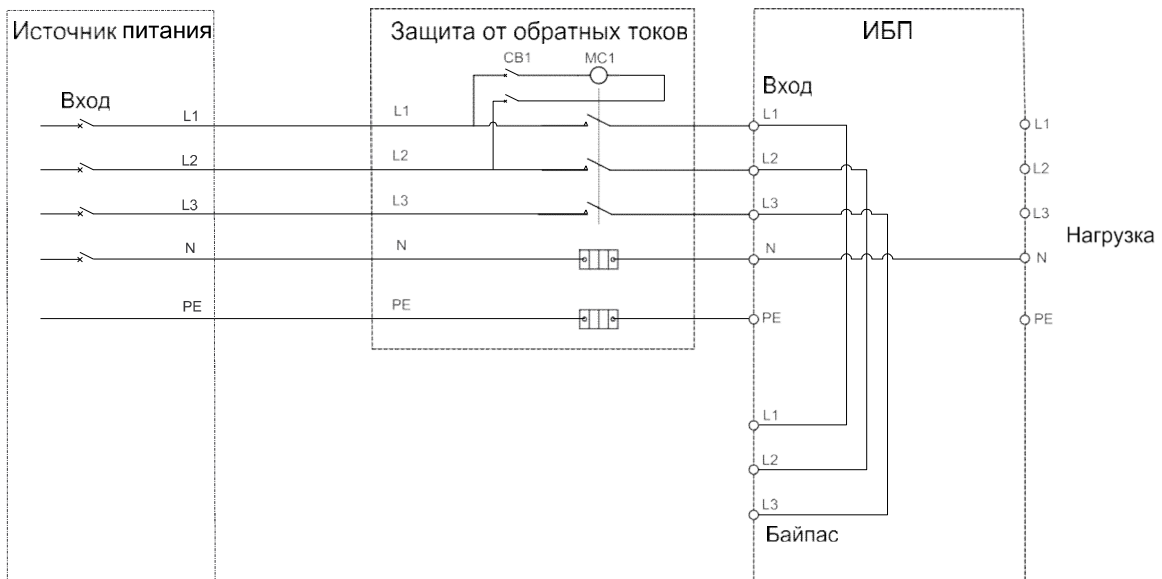 Источник питания
Защита от обратных токов
ИБП
CB1
MC1
Вход
Вход
L1
L1
L1
L1
L2
L2
L2
L2
L3
L3
L3
L3
Нагрузка
N
N
N
N
PE
PE
PE
PE
L1
L2
L3
Байпас